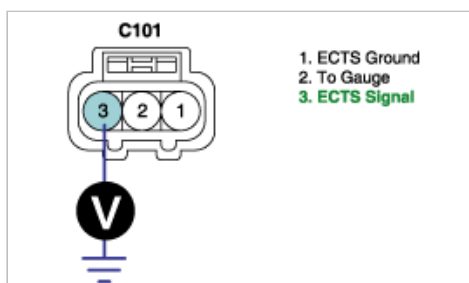 C101
1. ECTS Ground
2. To Gauge
3. ECTS Signal
3 2 1
V